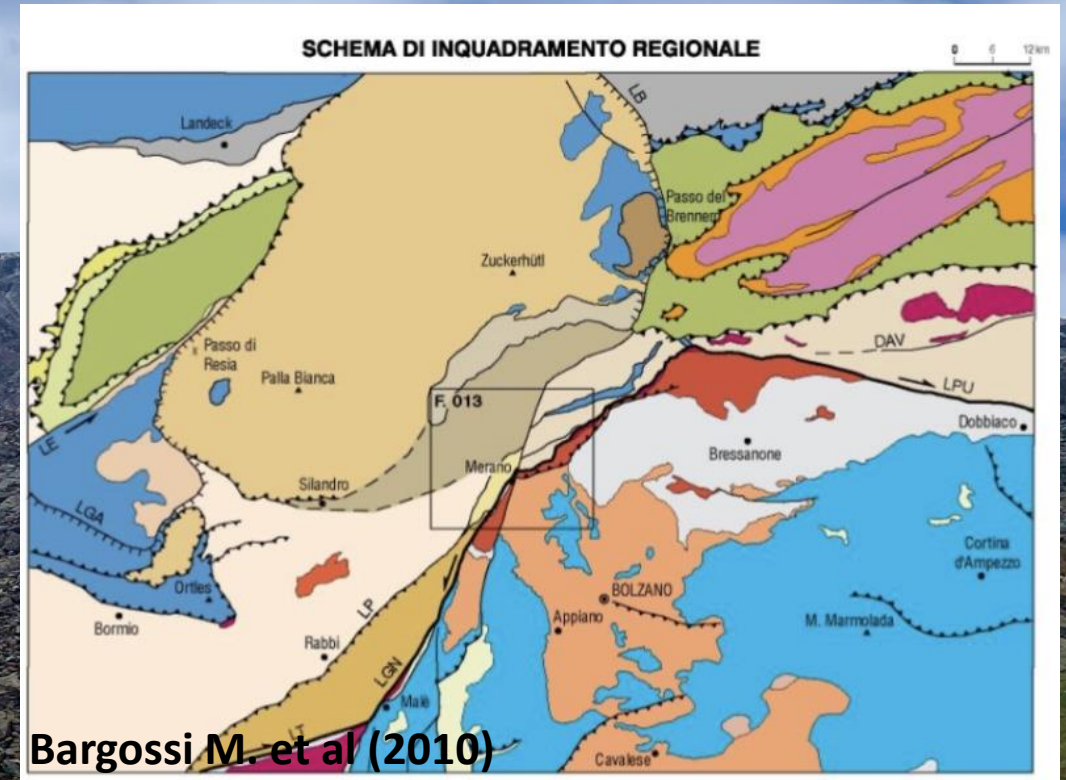 SCHEMA DI INQUADRAMENTO REGIONALE
0 6 12 km
LB
Landeck
Passo del
Brennero
Zuckerhütl
Passo di
Resia
DAV
Palla Bianca
LPU
F. 013
Dobbiaco
LE
Bressanone
Merano
Silandro
LGA
Cortina
d'Ampezzo
Ortles
BOLZANO
LP
Appiano
M. Marmolada
Bormio
Rabbi
LGN
Malè
LT
Bargossi M. et al (2010)
Cavalese